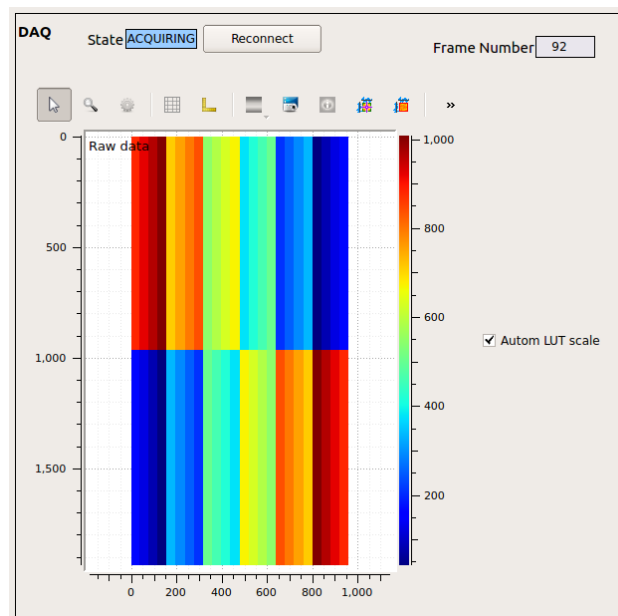 DAQ
State ACQUIRING Reconnect
Frame Number 92
»
Raw data
0
500
1,000
1,500
0 200 400 600 800 1,000
1,000
800
600
400
200
Autom LUT scale